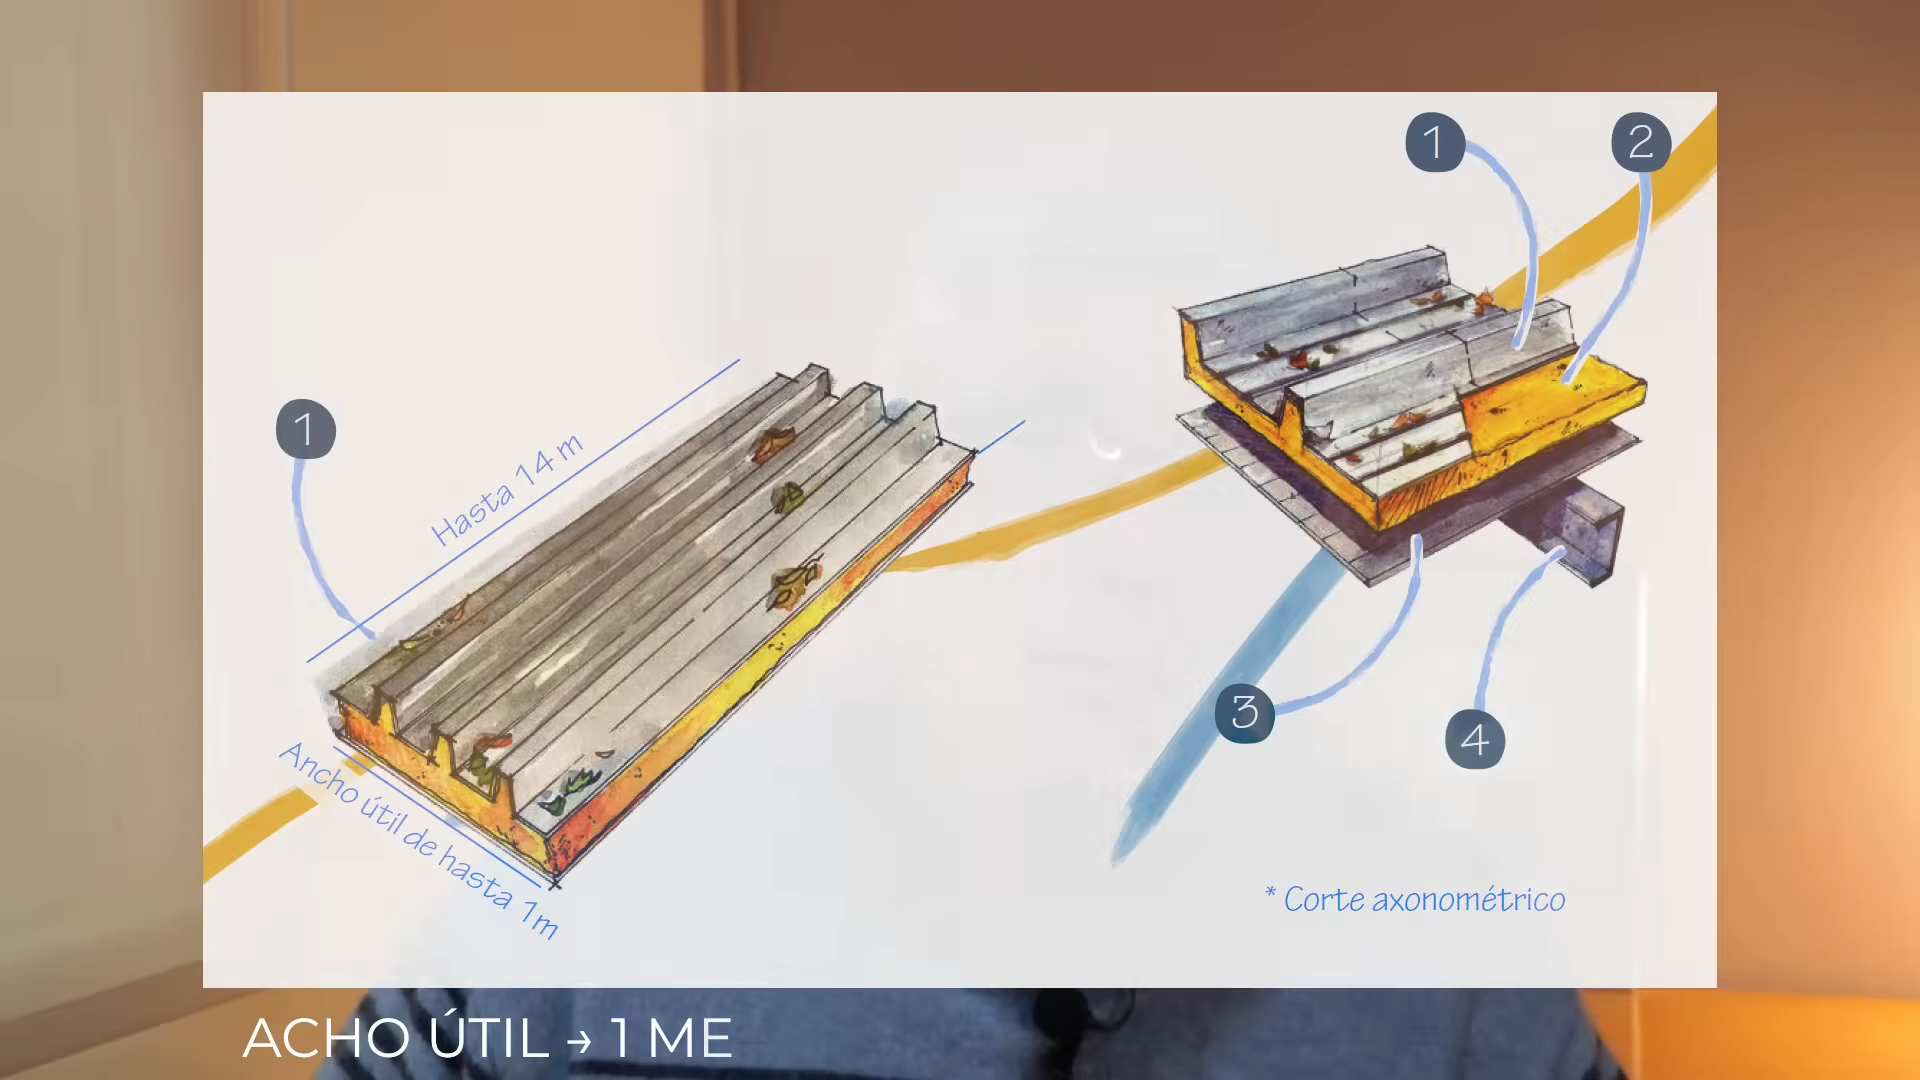 1
2
1
Hasta 14 m
Ancho útil de hasta 1m
3
4
* Corte axonométrico
ACHO ÚTIL → 1 ME